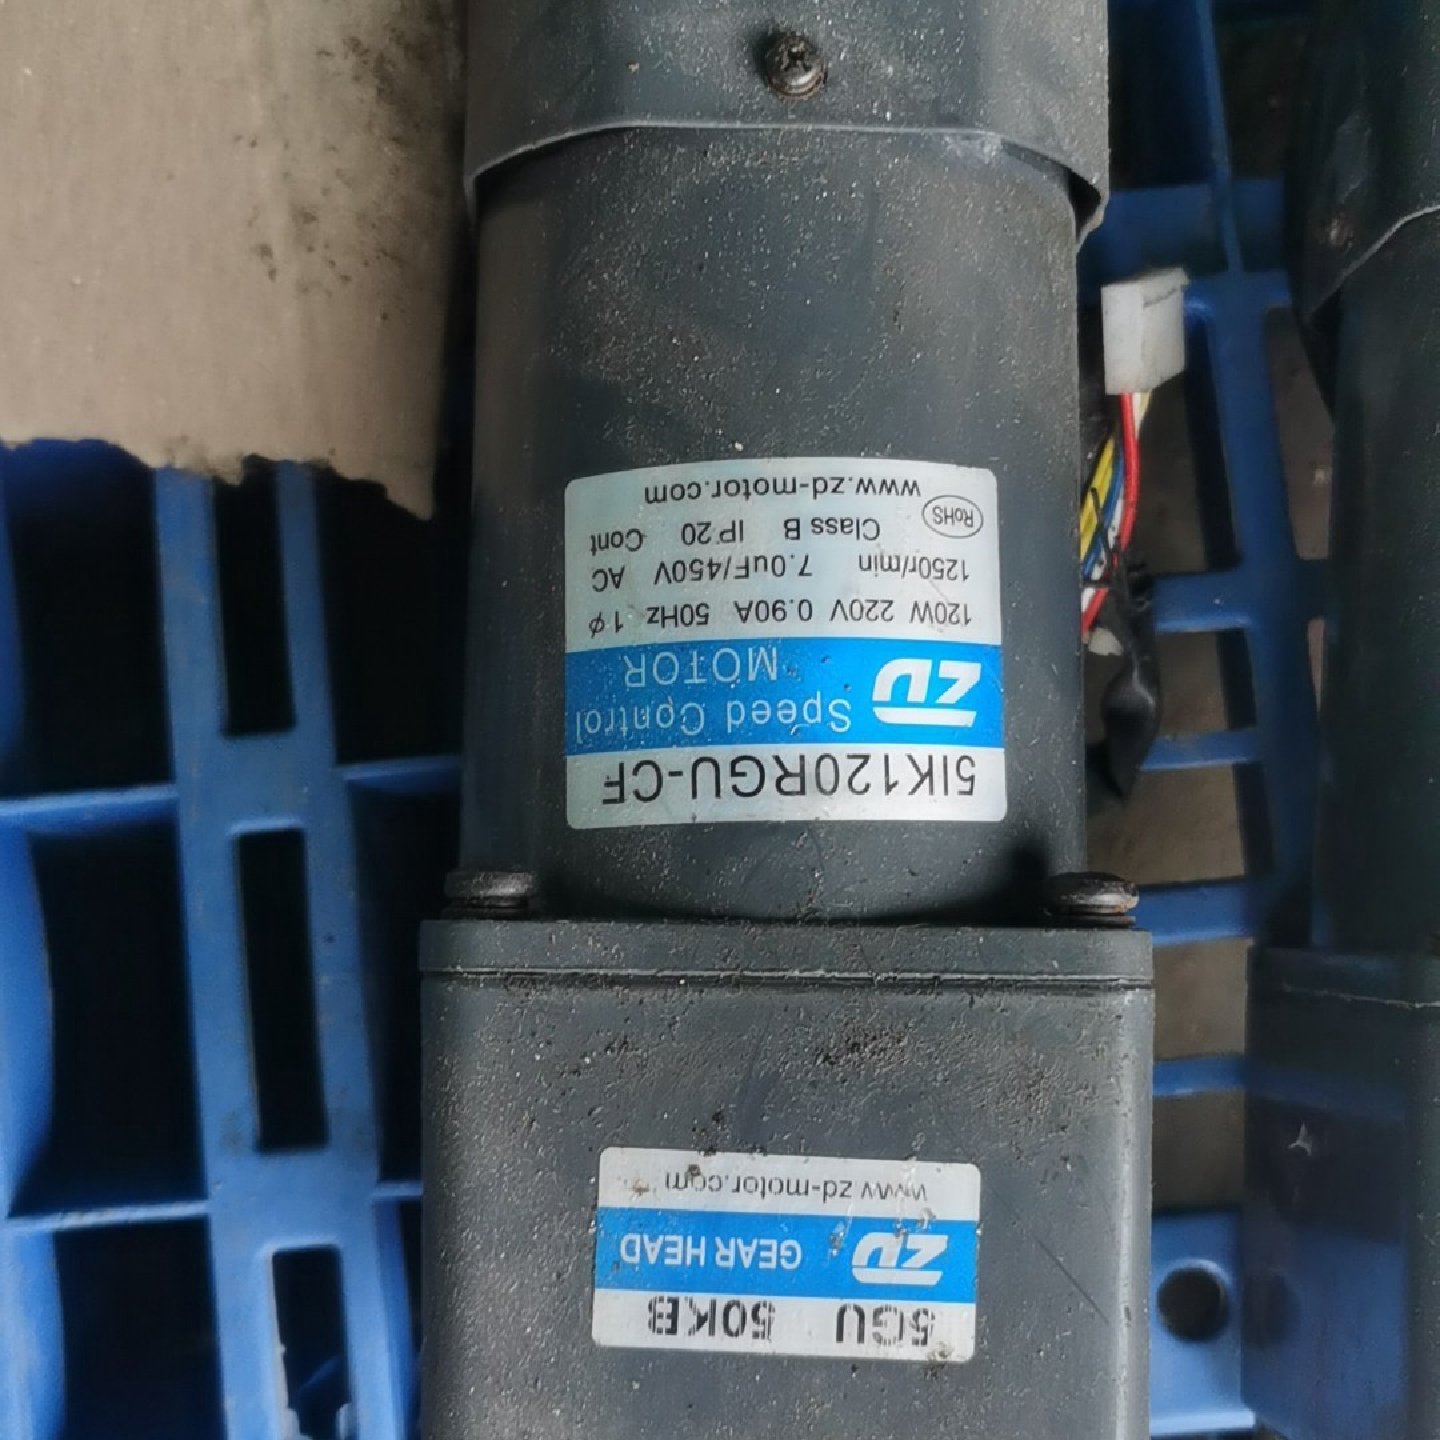 5IK120RGU-CF
ZD Speed Control
MOTOR
120W 220V 0.90A 50Hz 1ϕ
1250r/min 7.0uF/450V AC
Class B IP20 Cont
RoHS
www.zd-motor.com
5GU 50KB
ZD GEAR HEAD
www.zd-motor.com